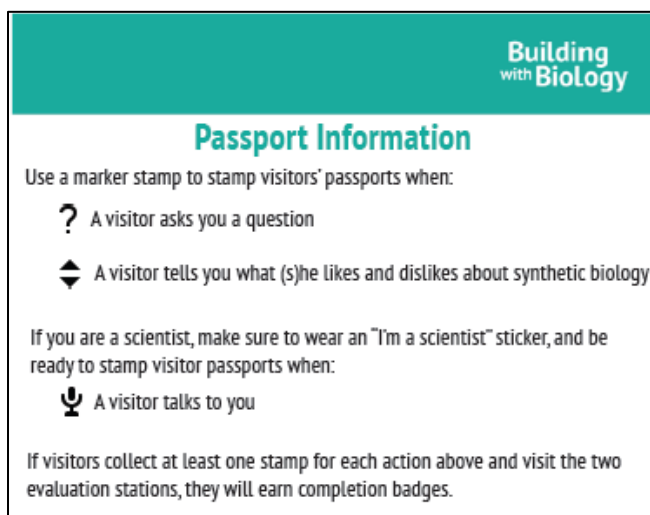 Building
with Biology
Passport Information
Use a marker stamp to stamp visitors' passports when:
? A visitor asks you a question
A visitor tells you what (s)he likes and dislikes about synthetic biology
If you are a scientist, make sure to wear an "I'm a scientist" sticker, and be
ready to stamp visitor passports when:
A visitor talks to you
If visitors collect at least one stamp for each action above and visit the two
evaluation stations, they will earn completion badges.